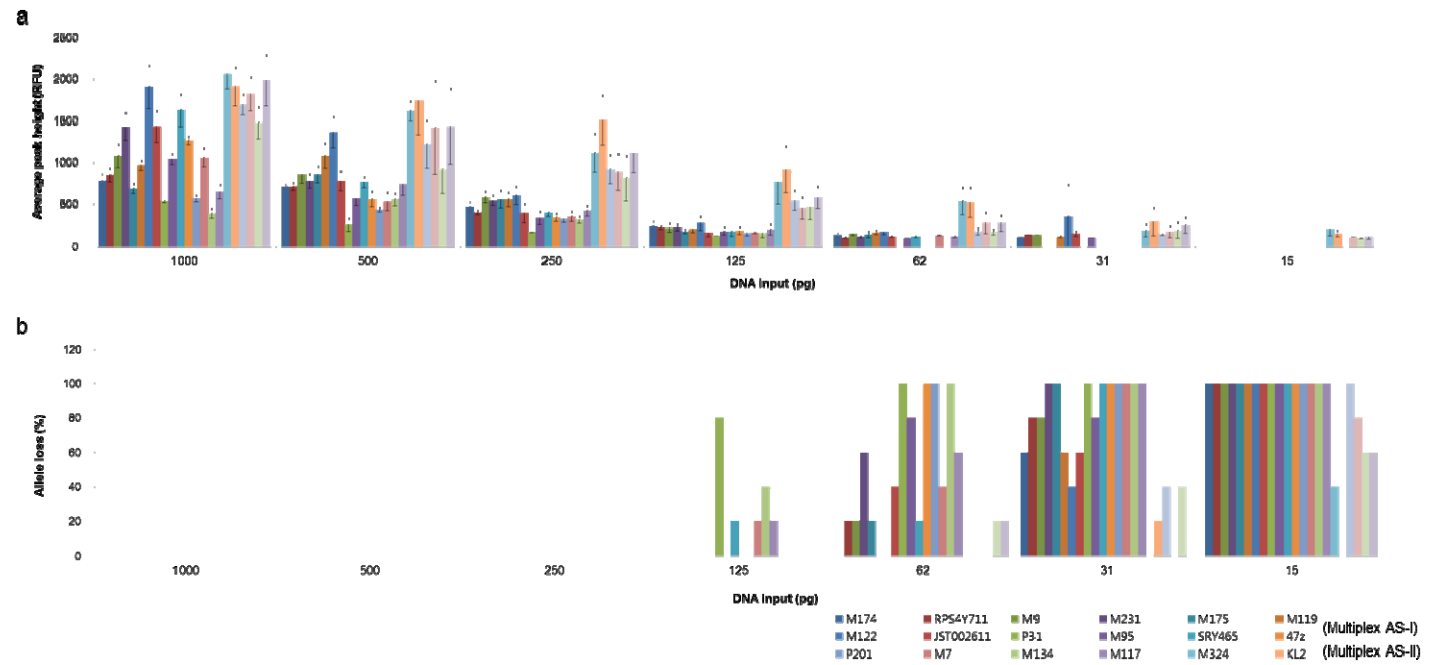 a
2500
2000
1500
1000
500
0
Average peak height (RFU)
1000 500 250 125 62 31 15
DNA input (pg)
b
120
100
80
60
40
20
0
Allele loss (%)
1000 500 250 125 62 31 15
DNA input (pg)
M174 RPS4Y711 M9 M231 M175 M119 (Multiplex AS-I)
M122 JST002611 P31 M95 SRY465 47z
P201 M7 M134 M117 M324 KL2 (Multiplex AS-II)